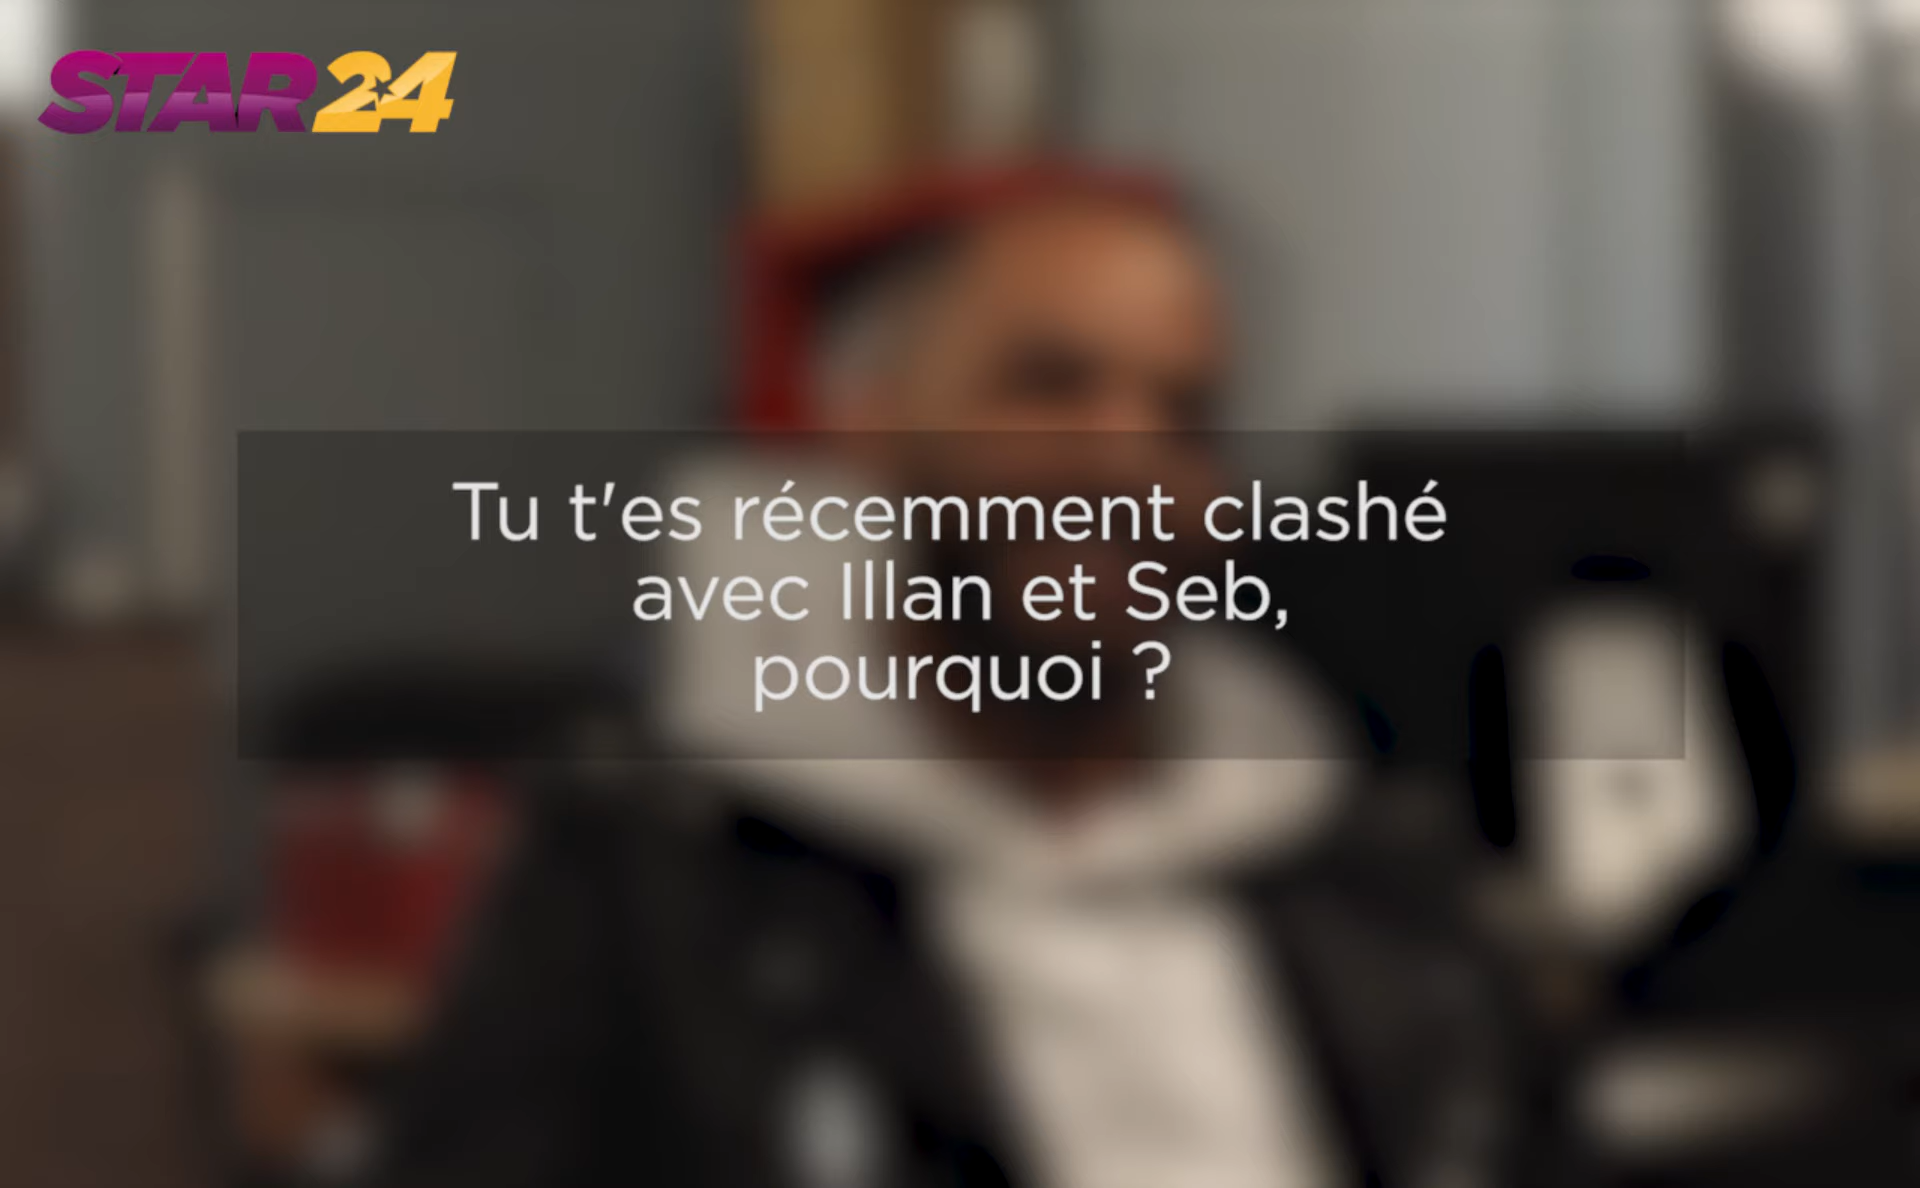 STAR24
Tu t'es récemment clashé
avec Illan et Seb,
pourquoi ?